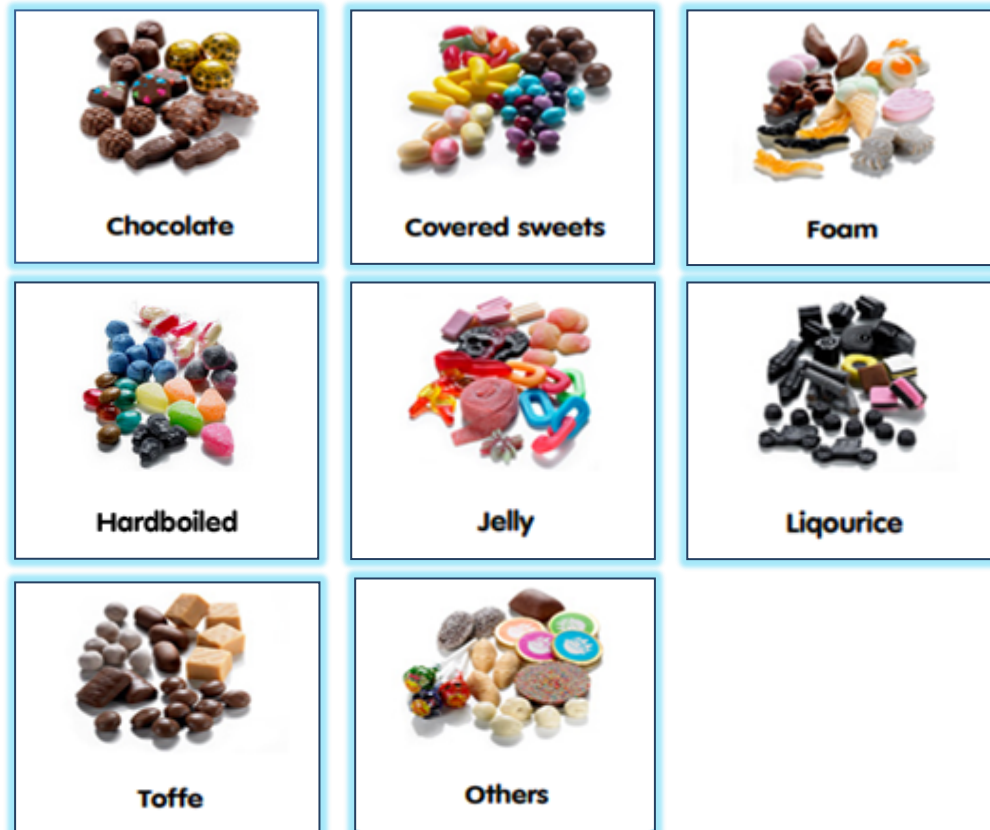 Chocolate
Covered sweets
Foam
Hardboiled
Jelly
Liqourice
Toffe
Others